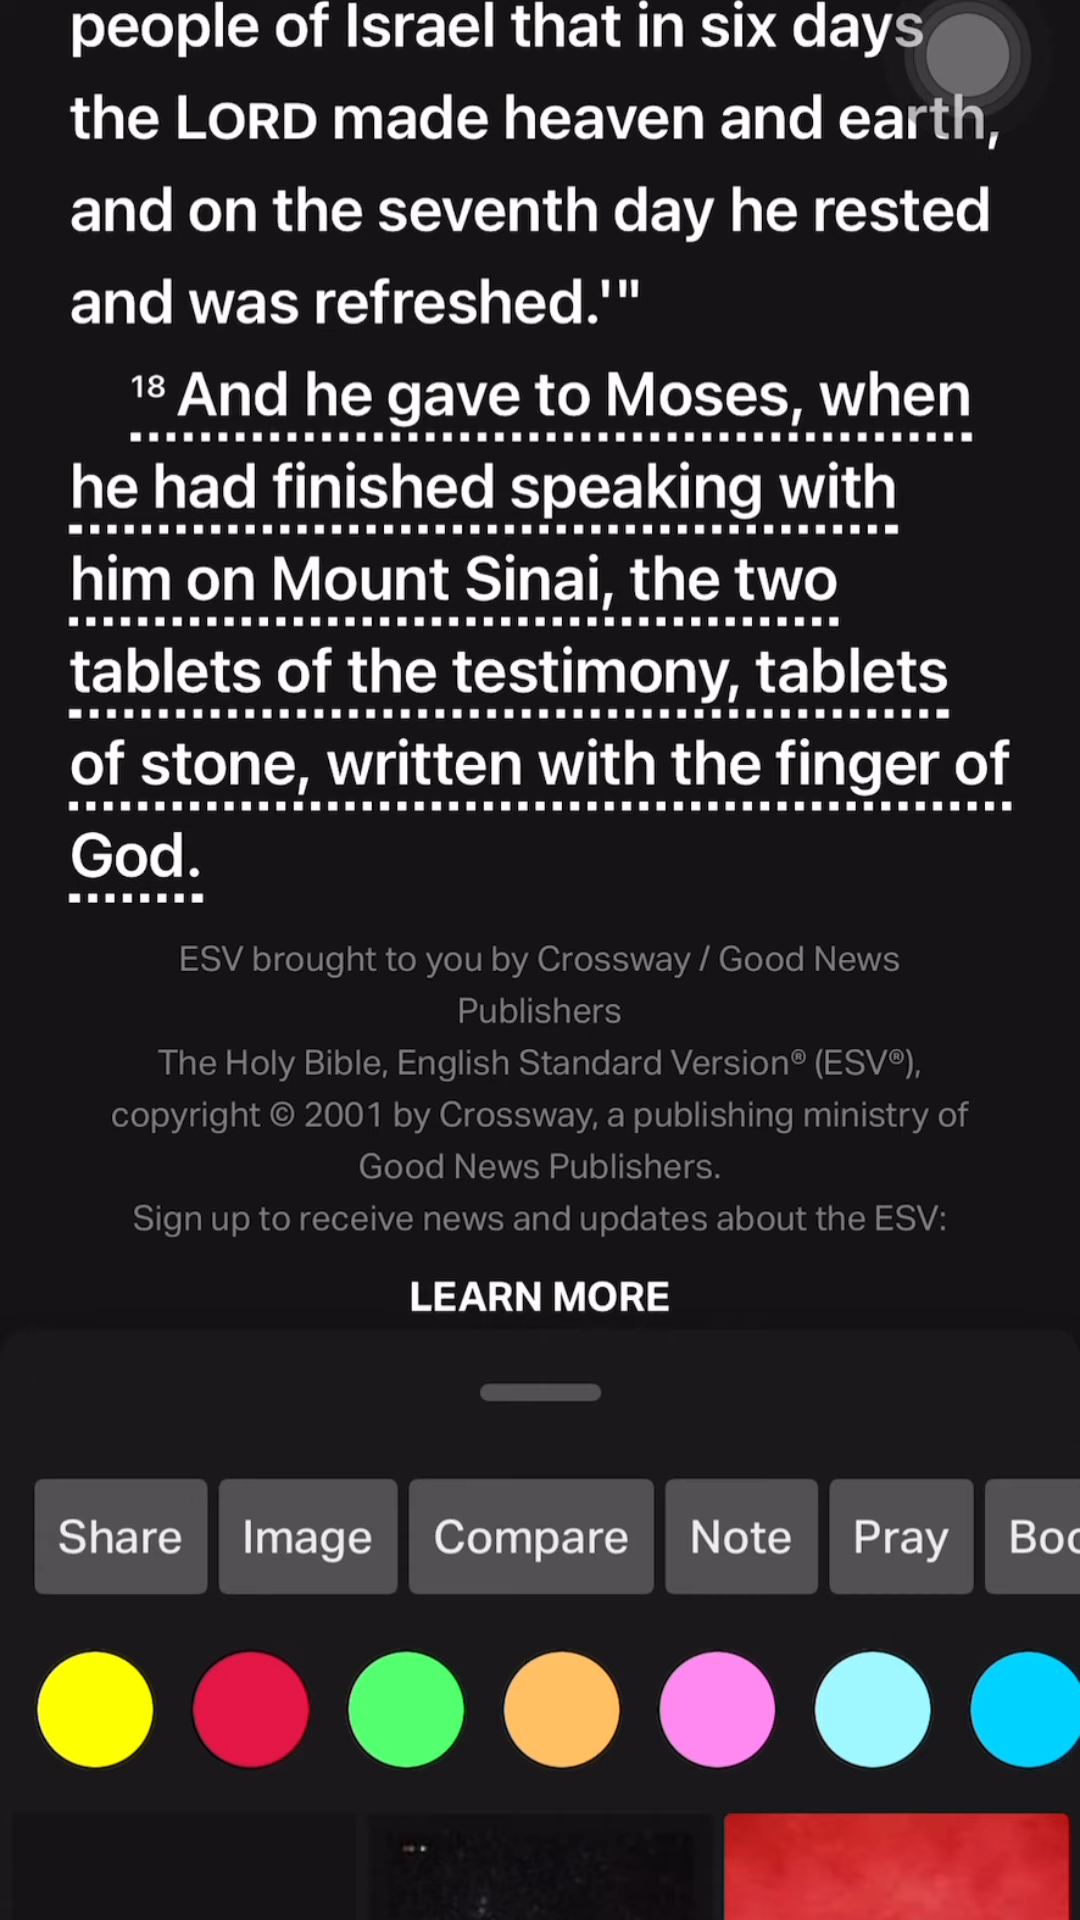 people of Israel that in six days
the LORD made heaven and earth,
and on the seventh day he rested
and was refreshed.'"
18 And he gave to Moses, when
he had finished speaking with
him on Mount Sinai, the two
tablets of the testimony, tablets
of stone, written with the finger of
God.
ESV brought to you by Crossway / Good News
Publishers
The Holy Bible, English Standard Version® (ESV®),
copyright © 2001 by Crossway, a publishing ministry of
Good News Publishers.
Sign up to receive news and updates about the ESV:
LEARN MORE
Share Image Compare Note Pray